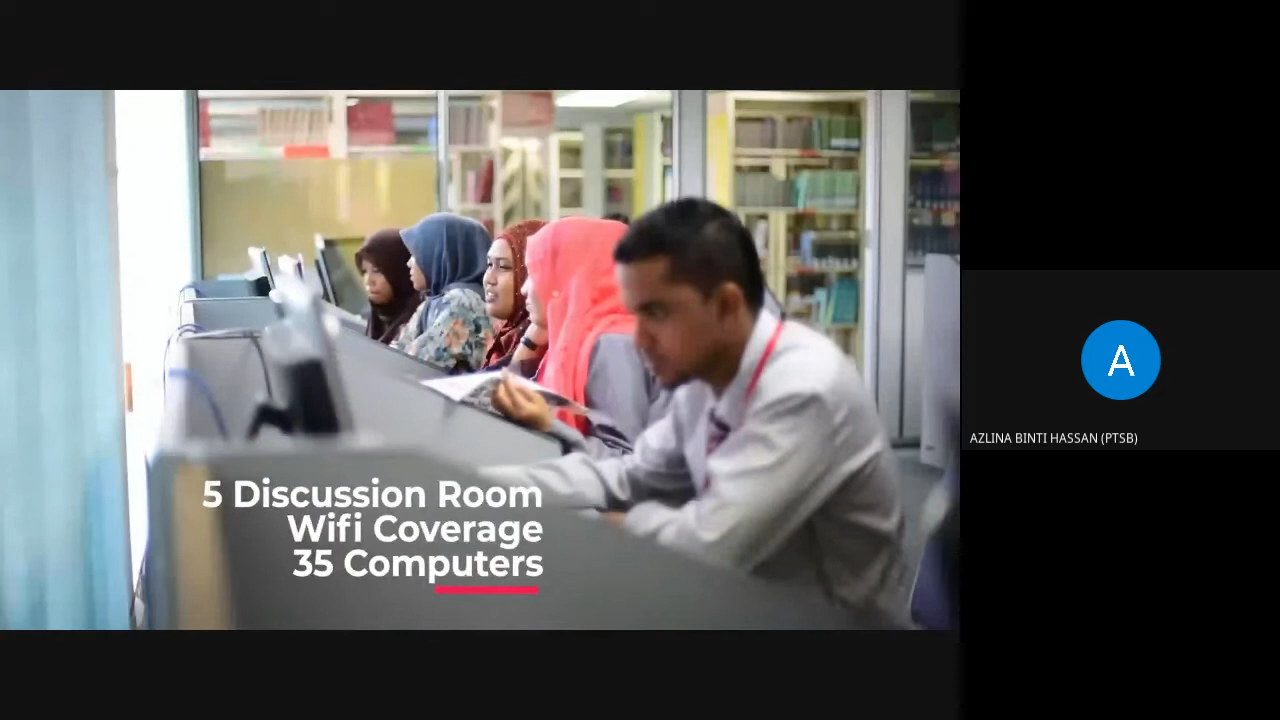 5 Discussion Room
Wifi Coverage
35 Computers
A
AZLINA BINTI HASSAN (PTSB)